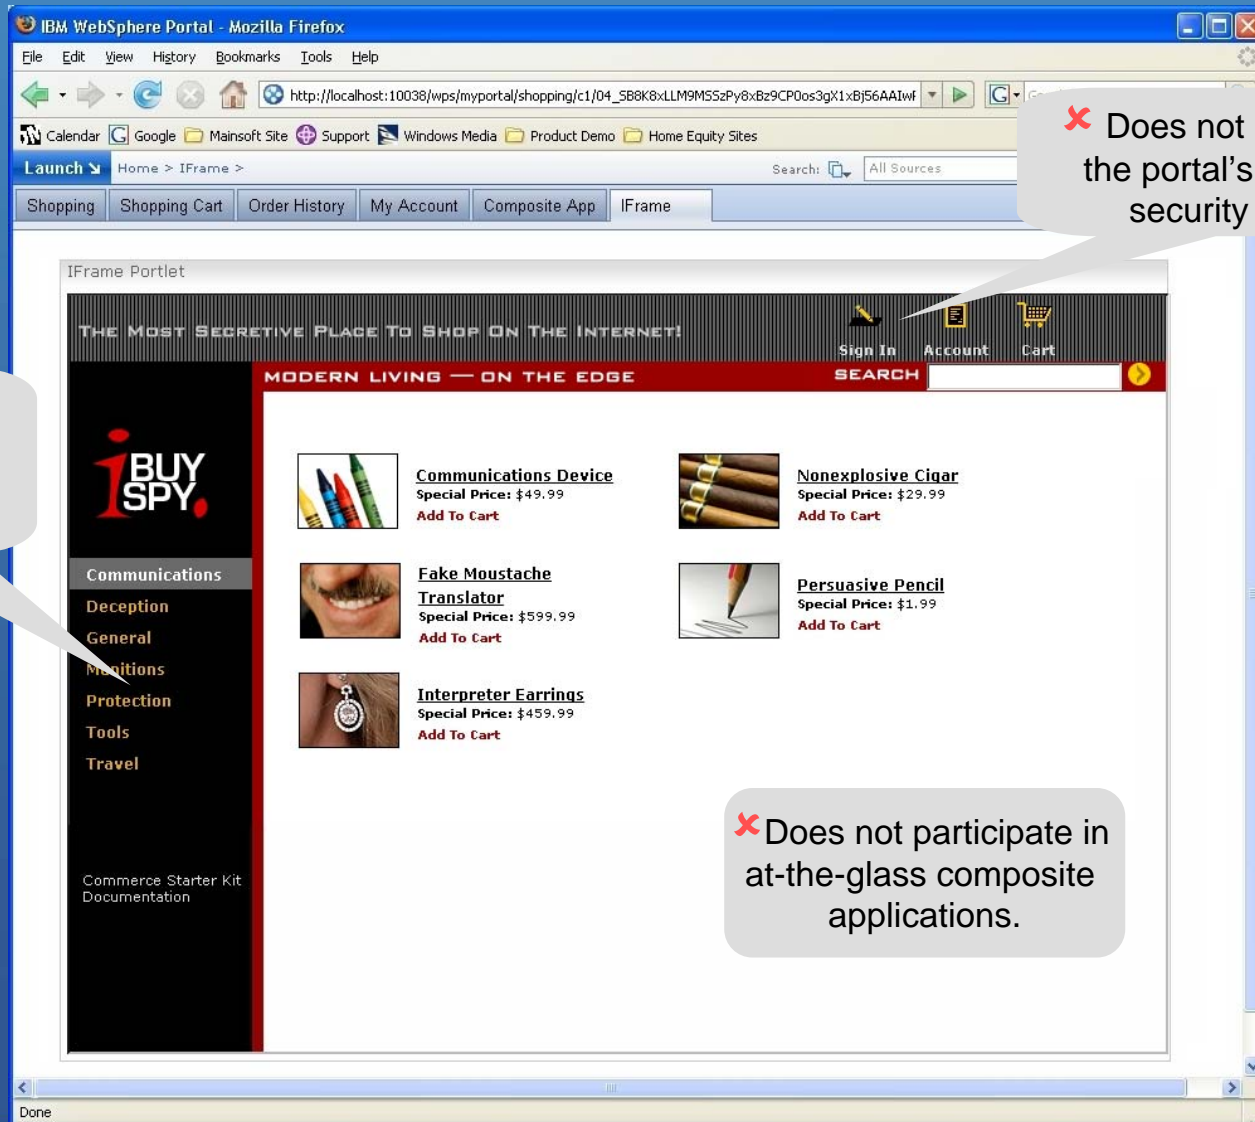 IBM WebSphere Portal - Mozilla Firefox
File Edit View History Bookmarks Tools Help
http://localhost:10038/wps/myportal/shopping/c1/04_SB8K8xLLM9MSSzPy8xBz9CP0os3gX1xBj56AAIwf
Calendar Google Mainsoft Site Support Windows Media Product Demo Home Equity Sites
Launch Home > IFrame > Search: All Sources
Shopping Shopping Cart Order History My Account Composite App IFrame
✘ Does not
the portal's
security
IFrame Portlet
THE MOST SECRETIVE PLACE TO SHOP ON THE INTERNET!
Sign In Account Cart
MODERN LIVING — ON THE EDGE
SEARCH
iBUY
SPY.
Communications
Deception
General
Munitions
Protection
Tools
Travel
Commerce Starter Kit
Documentation
Communications Device
Special Price: $49.99
Add To Cart
Nonexplosive Cigar
Special Price: $29.99
Add To Cart
Fake Moustache
Translator
Special Price: $599.99
Add To Cart
Persuasive Pencil
Special Price: $1.99
Add To Cart
Interpreter Earrings
Special Price: $459.99
Add To Cart
✘ Does not participate in
at-the-glass composite
applications.
Done